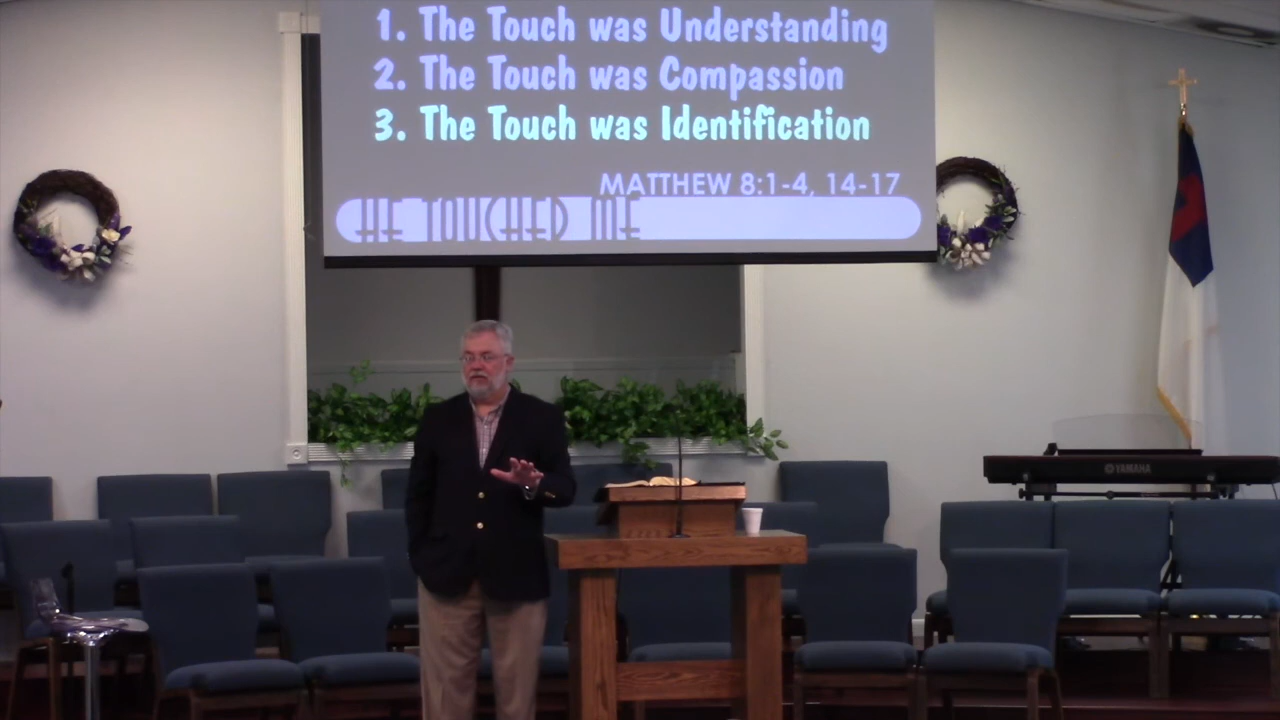 1. The Touch was Understanding
2. The Touch was Compassion
3. The Touch was Identification
MATTHEW 8:1-4, 14-17
HE TOUCHED ME
YAMAHA